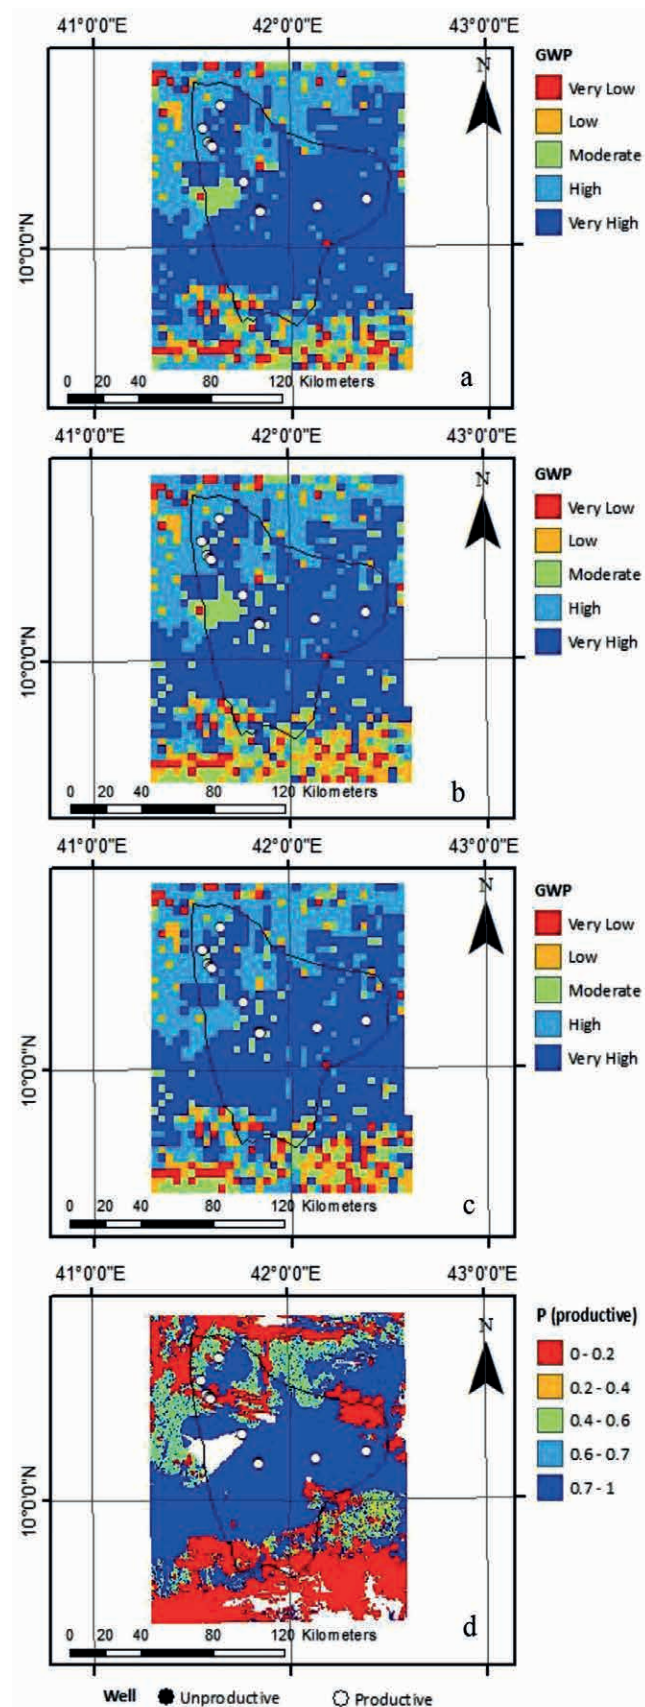 41°0'0"E 42°0'0"E 43°0'0"E
N
GWP
Very Low
Low
Moderate
High
Very High
10°0'0"N
0 20 40 80 120 Kilometers
a
41°0'0"E 42°0'0"E 43°0'0"E
N
GWP
Very Low
Low
Moderate
High
Very High
10°0'0"N
0 20 40 80 120 Kilometers
b
41°0'0"E 42°0'0"E 43°0'0"E
N
GWP
Very Low
Low
Moderate
High
Very High
10°0'0"N
0 20 40 80 120 Kilometers
c
41°0'0"E 42°0'0"E 43°0'0"E
N
P (productive)
0 - 0.2
0.2 - 0.4
0.4 - 0.6
0.6 - 0.7
0.7 - 1
10°0'0"N
0 20 40 80 120 Kilometers
d
Well Unproductive Productive